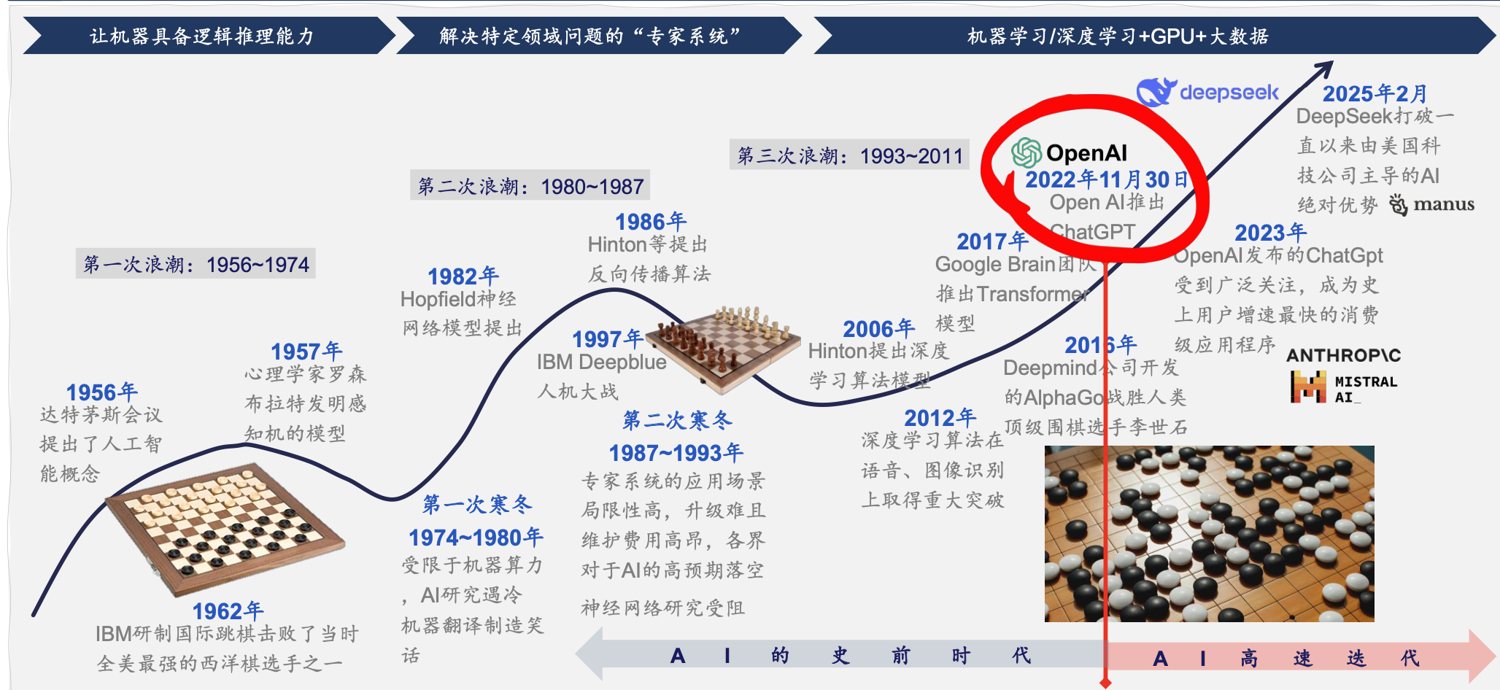 让机器具备逻辑推理能力
解决特定领域问题的“专家系统”
机器学习/深度学习+GPU+大数据
第一次浪潮：1956~1974
1956年
达特茅斯会议
提出了人工智
能概念
1957年
心理学家罗森
布拉特发明感
知机的模型
1962年
IBM研制国际跳棋击败了当时
全美最强的西洋棋选手之一
第一次寒冬
1974~1980年
受限于机器算力
，AI研究遇冷
机器翻译制造笑
话
第二次浪潮：1980~1987
1982年
Hopfield神经
网络模型提出
1986年
Hinton等提出
反向传播算法
1997年
IBM Deepblue
人机大战
第二次寒冬
1987~1993年
专家系统的应用场景
局限性高，升级难且
维护费用高昂，各界
对于AI的高预期落空
神经网络研究受阻
第三次浪潮：1993~2011
2006年
Hinton提出深度
学习算法模型
2012年
深度学习算法在
语音、图像识别
上取得重大突破
2017年
Google Brain团队
推出Transformer
模型
2016年
Deepmind公司开发
的AlphaGo战胜人类
顶级围棋选手李世石
OpenAI
2022年11月30日
Open AI推出
ChatGPT
deepseek
2025年2月
DeepSeek打破一
直以来由美国科
技公司主导的AI
绝对优势
manus
2023年
OpenAI发布的ChatGpt
受到广泛关注，成为史
上用户增速最快的消费
级应用程序
ANTHROP\C
MISTRAL
AI_
AI的史前时代
AI高速迭代